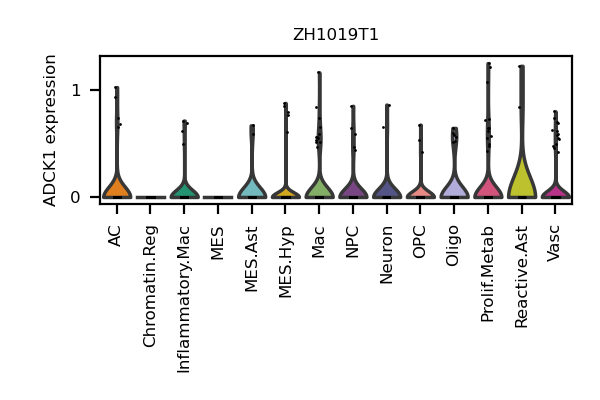 ZH1019T1
ADCK1 expression
1
0
AC
Chromatin.Reg
Inflammatory.Mac
MES
MES.Ast
MES.Hyp
Mac
NPC
Neuron
OPC
Oligo
Prolif.Metab
Reactive.Ast
Vasc